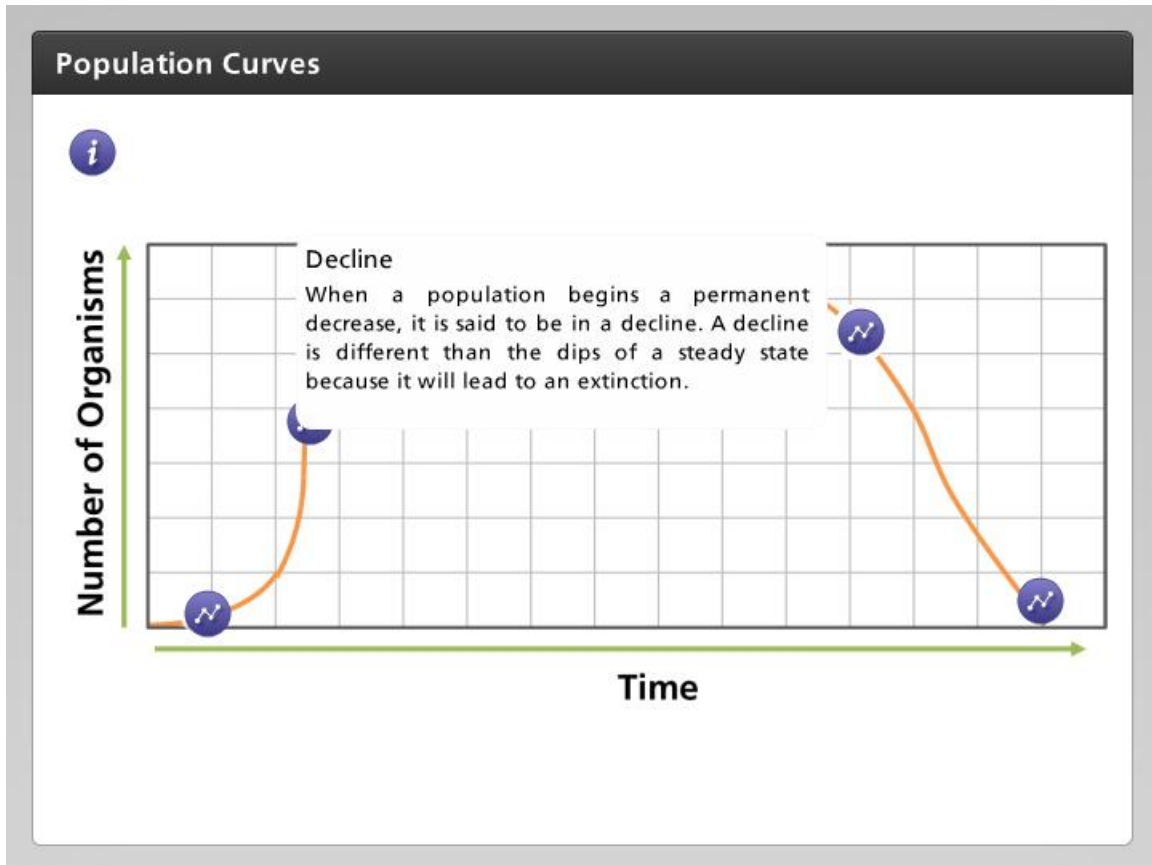 Population Curves
i
Number of Organisms
Decline
When a population begins a permanent
decrease, it is said to be in a decline. A decline
is different than the dips of a steady state
because it will lead to an extinction.
Time